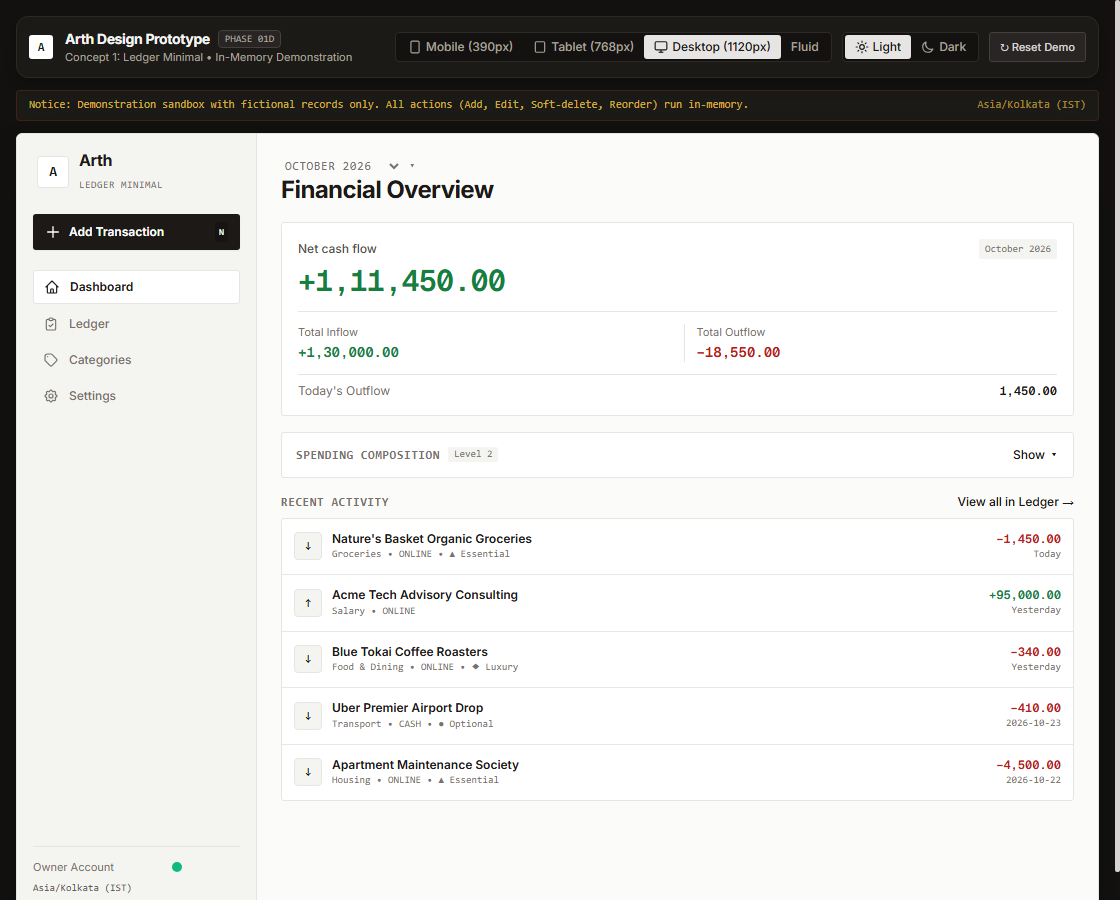 A
Arth Design Prototype PHASE 01D
Concept 1: Ledger Minimal • In-Memory Demonstration
Mobile (390px) Tablet (768px) Desktop (1120px) Fluid
Light Dark
↻ Reset Demo
Notice: Demonstration sandbox with fictional records only. All actions (Add, Edit, Soft-delete, Reorder) run in-memory. Asia/Kolkata (IST)
A
Arth
LEDGER MINIMAL
Add Transaction N
Dashboard
Ledger
Categories
Settings
Owner Account
Asia/Kolkata (IST)
OCTOBER 2026 ▾
Financial Overview
Net cash flow October 2026
+1,11,450.00
Total Inflow
+1,30,000.00
Total Outflow
−18,550.00
Today's Outflow 1,450.00
SPENDING COMPOSITION Level 2 Show ▾
RECENT ACTIVITY View all in Ledger →
↓ Nature's Basket Organic Groceries −1,450.00
Groceries • ONLINE • ▲ Essential Today
↑ Acme Tech Advisory Consulting +95,000.00
Salary • ONLINE Yesterday
↓ Blue Tokai Coffee Roasters −340.00
Food & Dining • ONLINE • ◆ Luxury Yesterday
↓ Uber Premier Airport Drop −410.00
Transport • CASH • ● Optional 2026-10-23
↓ Apartment Maintenance Society −4,500.00
Housing • ONLINE • ▲ Essential 2026-10-22